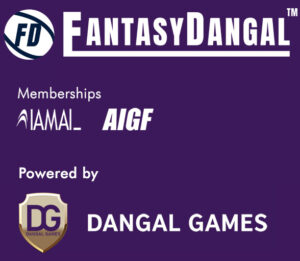 FD FANTASYDANGAL™
Memberships
IAMAI AIGF
Powered by
DG DANGAL GAMES
DANGAL GAMES